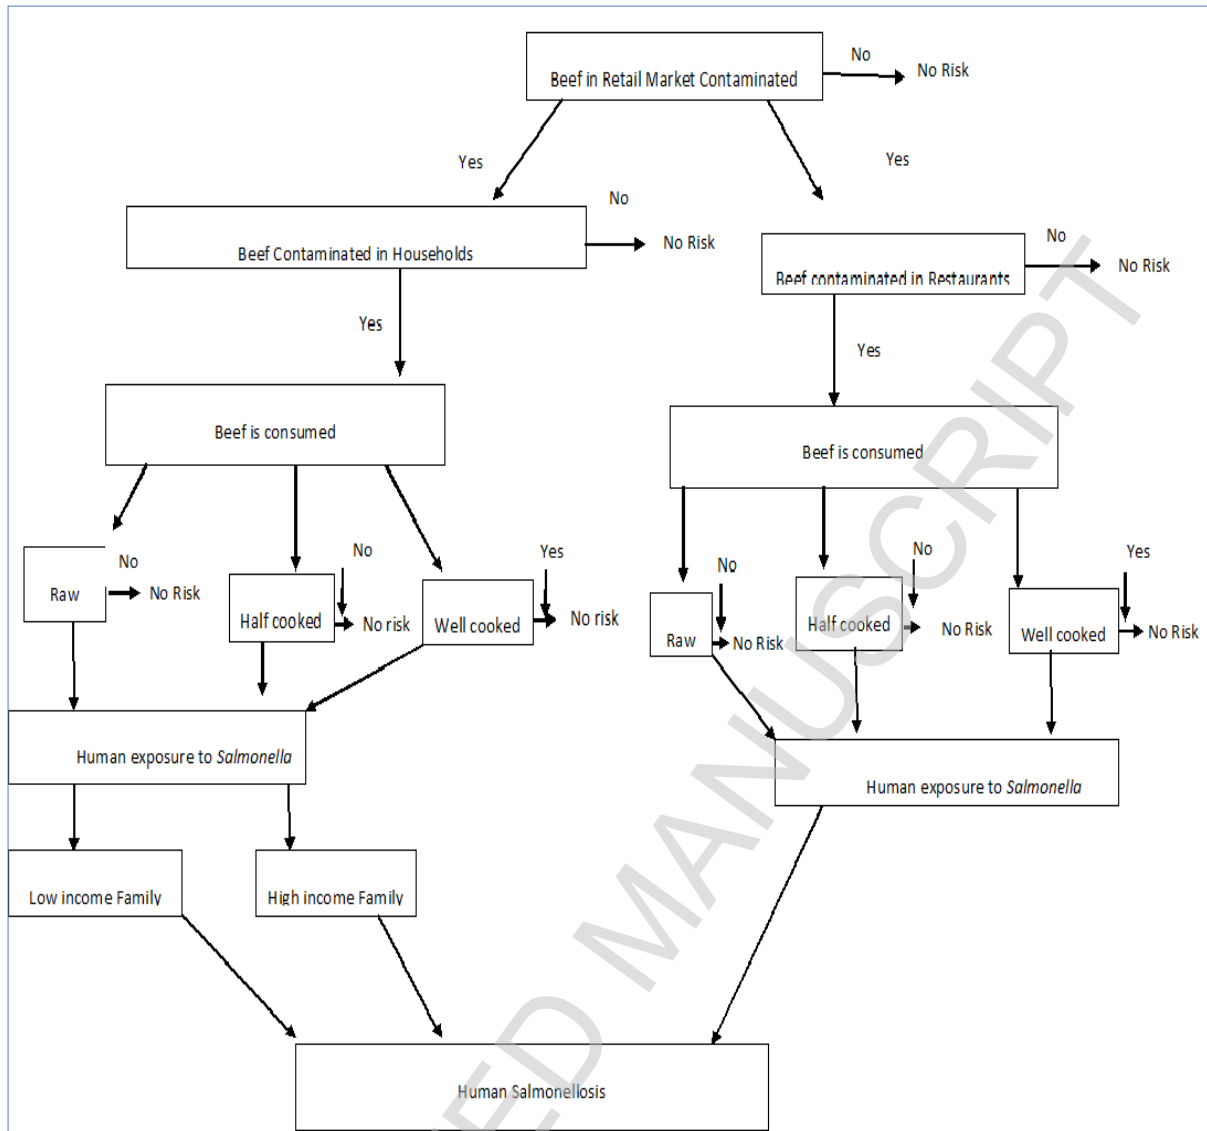 No
Beef in Retail Market Contaminated
No Risk
Yes
Yes
No
Beef Contaminated in Households
No Risk
No
Beef contaminated in Restaurants
No Risk
Yes
Yes
Beef is consumed
Beef is consumed
No
No
Yes
Raw
No Risk
Half cooked
No risk
Well cooked
No risk
No
No
Yes
Raw
No Risk
Half cooked
No Risk
Well cooked
No Risk
Human exposure to Salmonella
Human exposure to Salmonella
Low income Family
High income Family
Human Salmonellosis
ED MANUSCRIPT